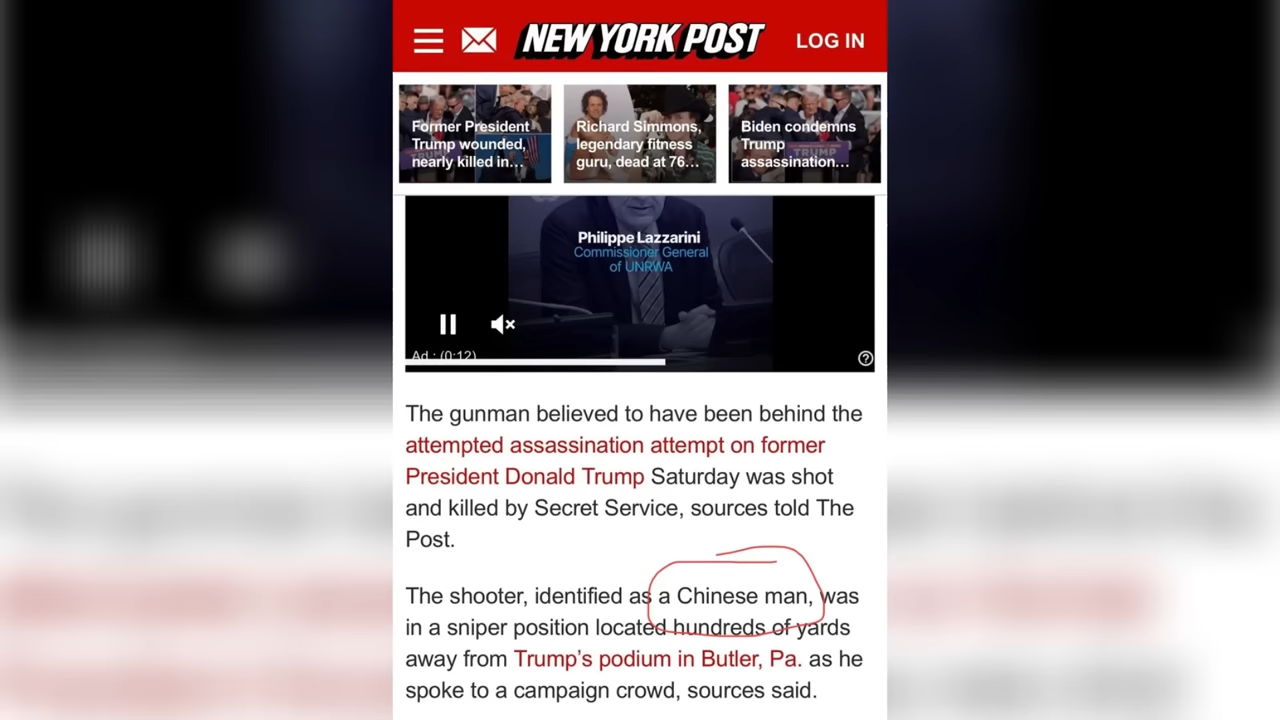 NEW YORK POST
LOG IN
Former President
Trump wounded,
nearly killed in...
Richard Simmons,
legendary fitness
guru, dead at 76...
Biden condemns
Trump
assassination...
TRUMP
Philippe Lazzarini
Commissioner General
of UNRWA
Ad : (0:12)
The gunman believed to have been behind the
attempted assassination attempt on former
President Donald Trump Saturday was shot
and killed by Secret Service, sources told The
Post.
The shooter, identified as a Chinese man, was
in a sniper position located hundreds of yards
away from Trump’s podium in Butler, Pa. as he
spoke to a campaign crowd, sources said.